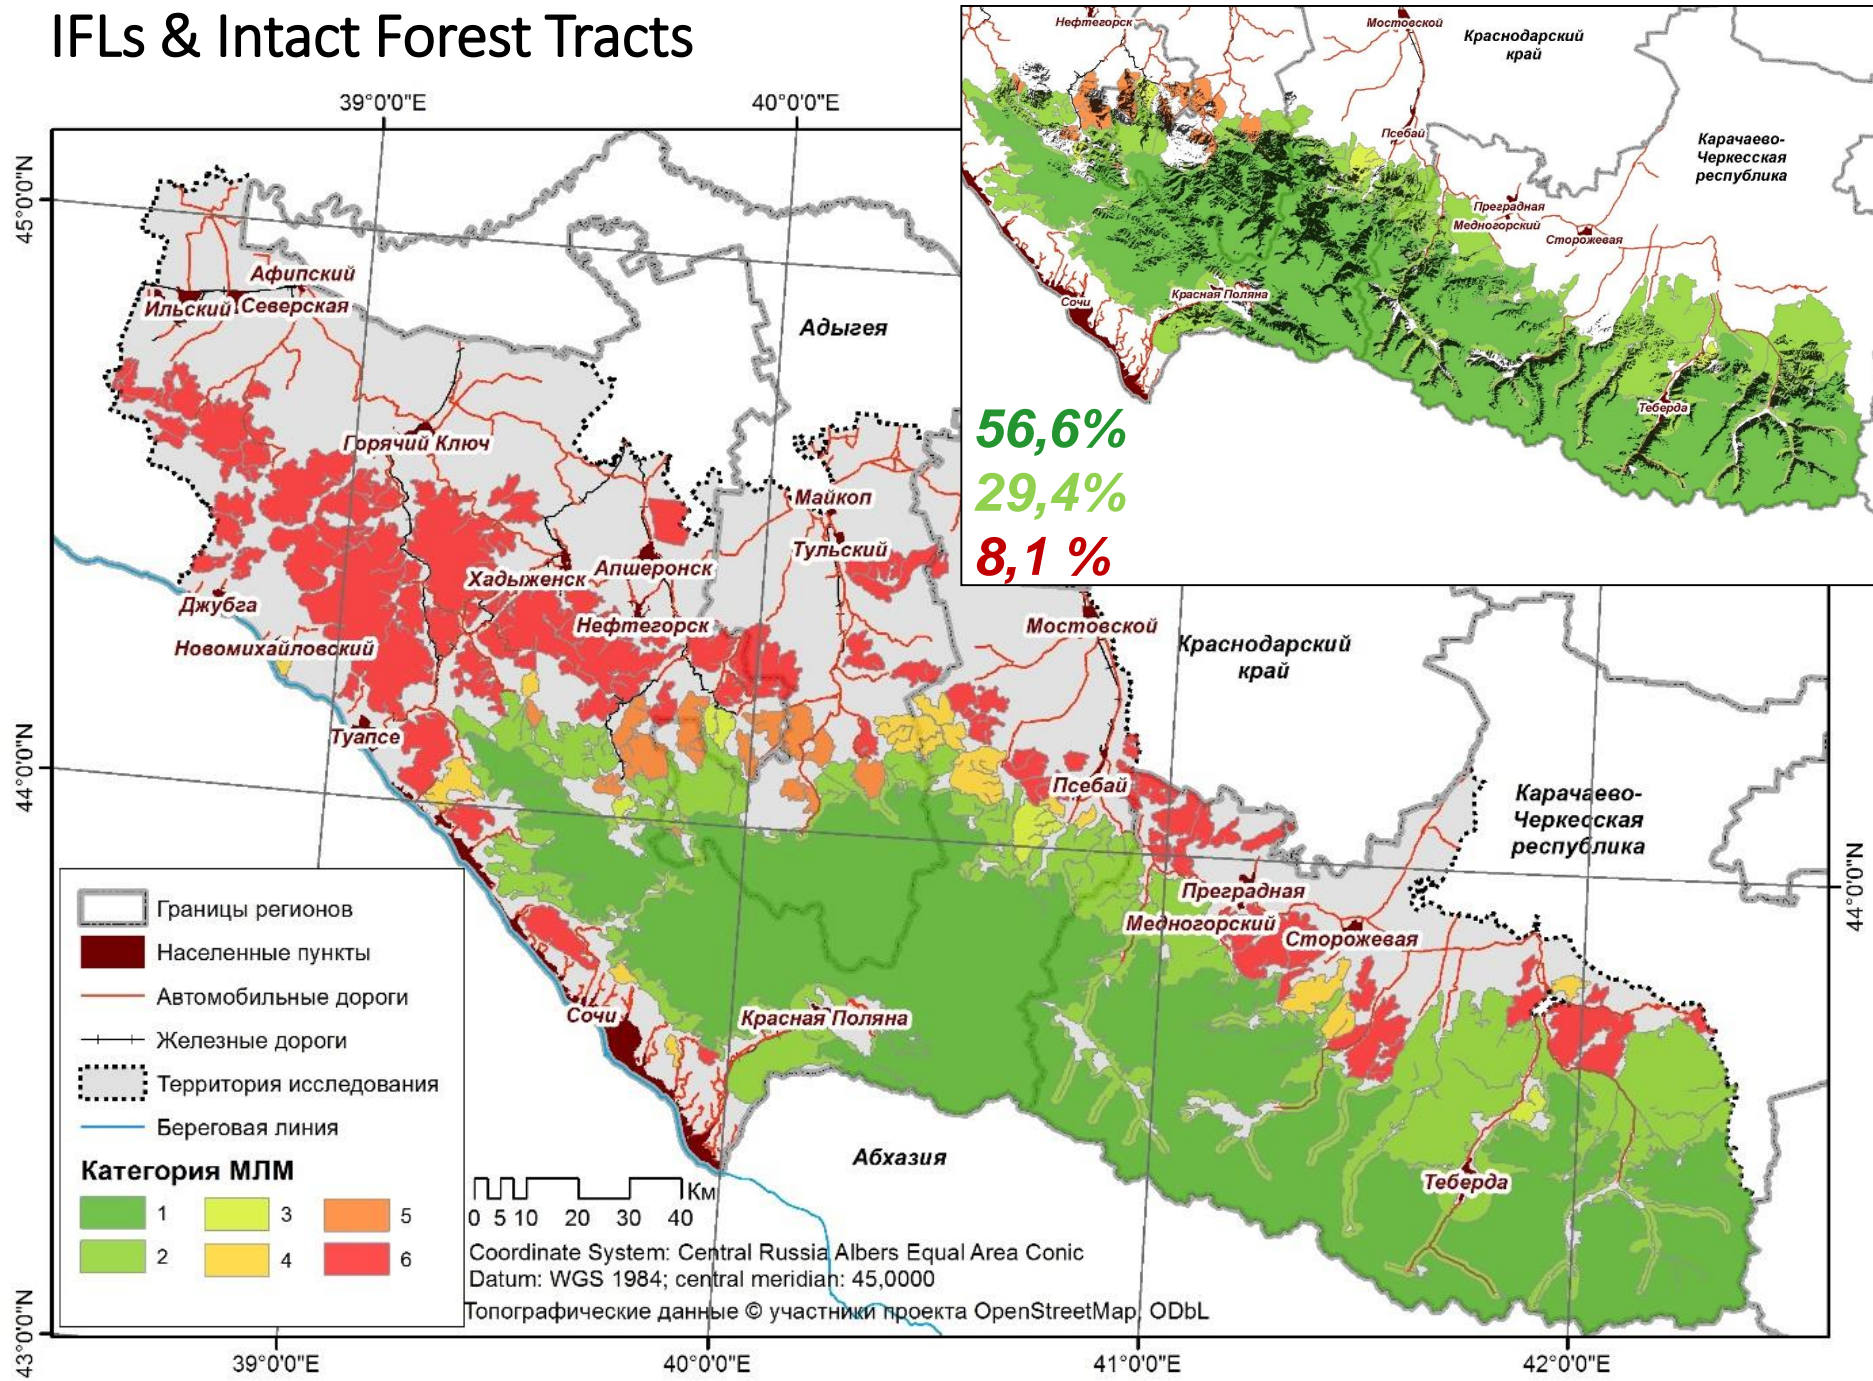 IFLs & Intact Forest Tracts
39°0'0"E
40°0'0"E
45°0'0"N
44°0'0"N
43°0'0"N
Нефтегорск
Мостовской
Краснодарский
край
Псебай
Карачаево-
Черкесская
республика
Преградная
Медногорский
Сторожевая
Красная Поляна
Сочи
Теберда
56,6%
29,4%
8,1 %
Афипский
Ильский
Северская
Адыгея
Горячий Ключ
Майкоп
Тульский
Хадыженск
Апшеронск
Джубга
Нефтегорск
Новомихайловский
Мостовской
Краснодарский
край
Туапсе
Псебай
Карачаево-
Черкесская
республика
44°0'0"N
Преградная
Медногорский
Сторожевая
Сочи
Красная Поляна
Абхазия
Теберда
Границы регионов
Населенные пункты
Автомобильные дороги
Железные дороги
Территория исследования
Береговая линия
Категория МЛМ
1
2
3
4
5
6
Км
0 5 10 20 30 40
Coordinate System: Central Russia Albers Equal Area Conic
Datum: WGS 1984; central meridian: 45,0000
Топографические данные © участники проекта OpenStreetMap, ODbL
39°0'0"E
40°0'0"E
41°0'0"E
42°0'0"E